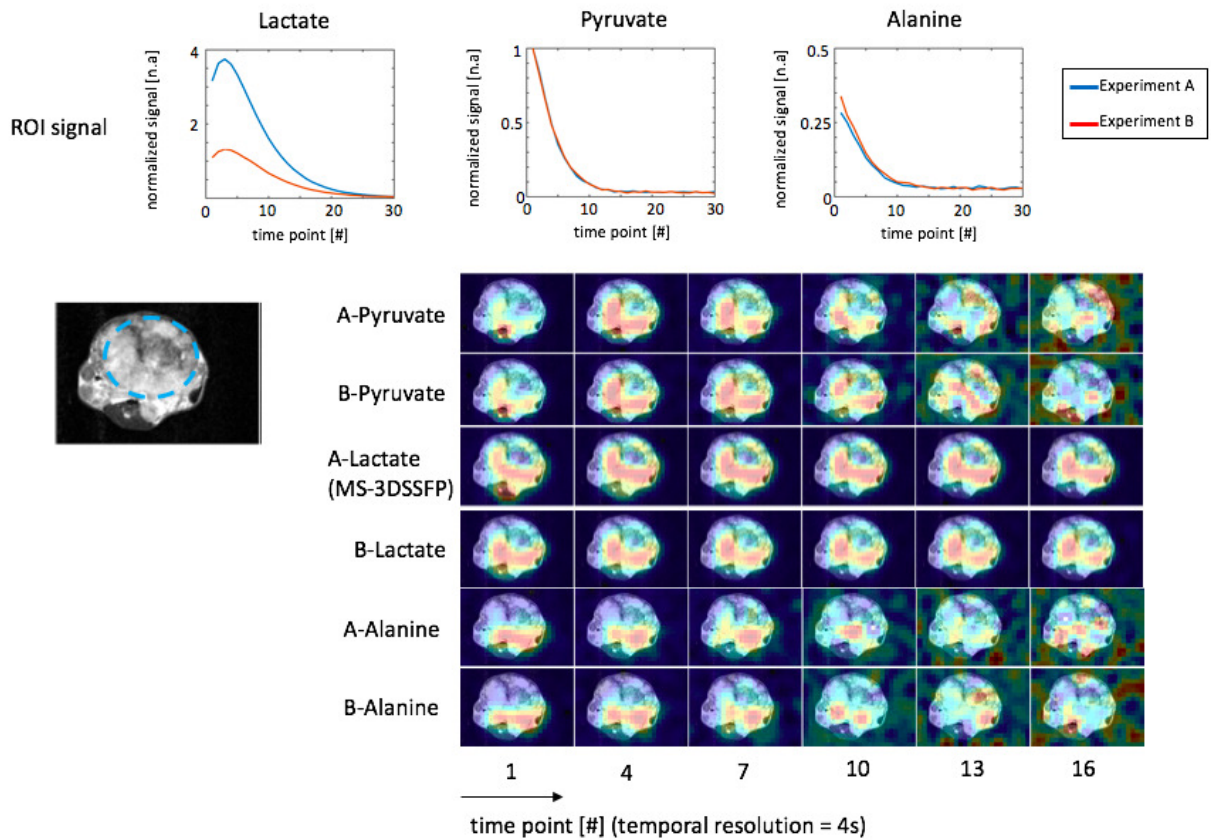 Lactate
Pyruvate
Alanine
ROI signal
normalized signal [n.a]
4
2
0
0
10
20
30
time point [#]
normalized signal [n.a]
1
0.5
0
0
10
20
30
time point [#]
normalized signal [n.a]
0.5
0.25
0
0
10
20
30
time point [#]
Experiment A
Experiment B
A-Pyruvate
B-Pyruvate
A-Lactate
(MS-3DSSFP)
B-Lactate
A-Alanine
B-Alanine
1 4 7 10 13 16
time point [#] (temporal resolution = 4s)